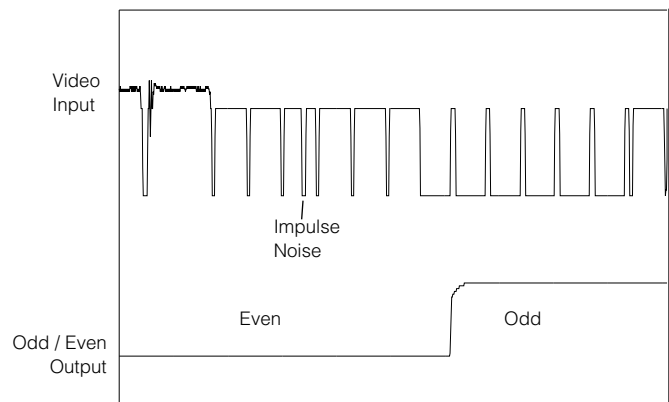 Video
Input
Impulse
Noise
Even
Odd
Odd / Even
Output